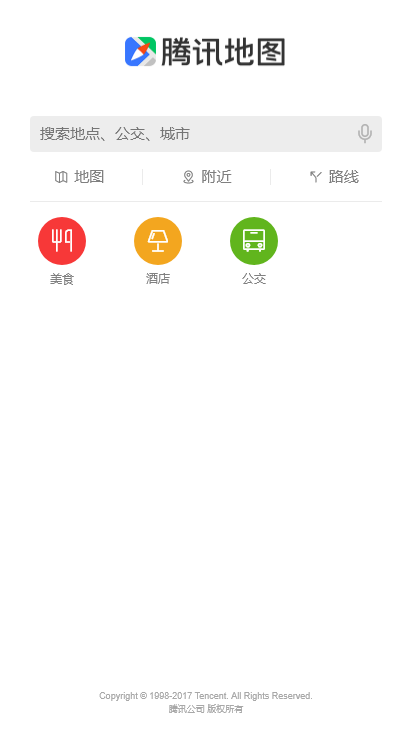 腾讯地图
搜索地点、公交、城市
地图 附近 路线
美食 酒店 公交
Copyright © 1998-2017 Tencent. All Rights Reserved.
腾讯公司 版权所有